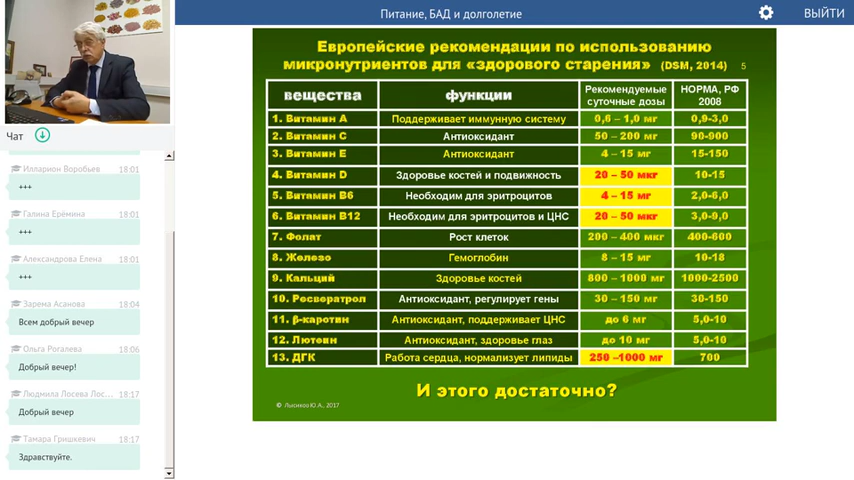 Питание, БАД и долголетие
ВЫЙТИ
Чат
Илларион Воробьев 18:01
+++
Галина Ерёмина 18:01
+++
Александрова Елена 18:01
+++
Зарема Асанова 18:04
Всем добрый вечер
Ольга Рогалева 18:06
Добрый вечер!
Людмила Лосева Лос... 18:17
Добрый вечер
Тамара Гришкевич 18:17
Здравствуйте.
Европейские рекомендации по использованию
микронутриентов для «здорового старения» (DSM, 2014) 5
вещества функции Рекомендуемые суточные дозы НОРМА, РФ 2008
1. Витамин А Поддерживает иммунную систему 0,6 – 1,0 мг 0,9-3,0
2. Витамин С Антиоксидант 50 – 200 мг 90-900
3. Витамин Е Антиоксидант 4 – 15 мг 15-150
4. Витамин D Здоровье костей и подвижность 20 – 50 мкг 10-15
5. Витамин В6 Необходим для эритроцитов 4 – 15 мг 2,0-6,0
6. Витамин В12 Необходим для эритроцитов и ЦНС 20 – 50 мкг 3,0-9,0
7. Фолат Рост клеток 200 – 400 мкг 400-600
8. Железо Гемоглобин 8 – 15 мг 10-18
9. Кальций Здоровье костей 800 – 1000 мг 1000-2500
10. Ресвератрол Антиоксидант, регулирует гены 30 – 150 мг 30-150
11. β-каротин Антиоксидант, поддерживает ЦНС до 6 мг 5,0-10
12. Лютеин Антиоксидант, здоровье глаз до 10 мг 5,0-10
13. ДГК Работа сердца, нормализует липиды 250 –1000 мг 700
И этого достаточно?
© Лысиков Ю.А., 2017